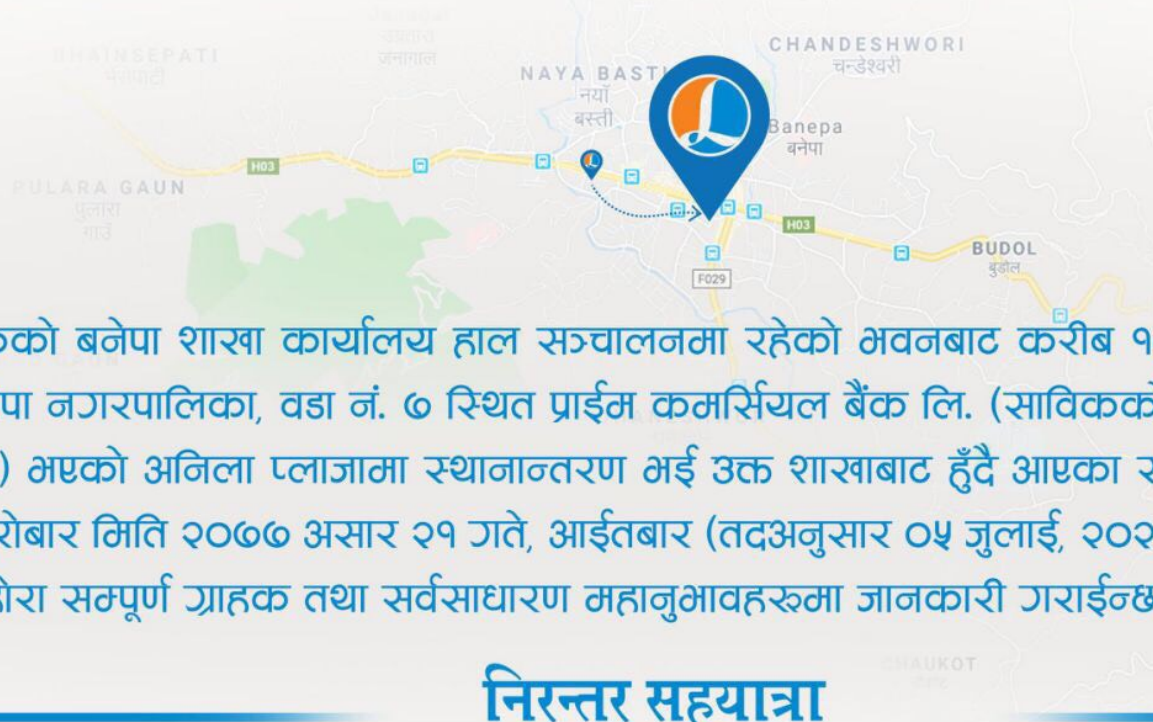 BHAINSEPATI
भैंसेपाटी
जनागाल
CHANDESHWORI
चन्डेश्वरी
NAYA BASTI
नयाँ
बस्ती
Banepa
बनेपा
H03
PULARA GAUN
पुलारा
गाउँ
H03
BUDOL
बुडोल
F029
को बनेपा शाखा कार्यालय हाल सञ्चालनमा रहेको भवनबाट करीब १
पा नगरपालिका, वडा नं. ७ स्थित प्राईम कमर्सियल बैंक लि. (साविकको
) भएको अनिला प्लाजामा स्थानान्तरण भई उक्त शाखाबाट हुँदै आएका स
रोबार मिति २०७७ असार २१ गते, आईतबार (तदअनुसार ०५ जुलाई, २०२
होरा सम्पूर्ण ग्राहक तथा सर्वसाधारण महानुभावहरुमा जानकारी गराईन्छ
CHAUKOT
निरन्तर सहयात्रा